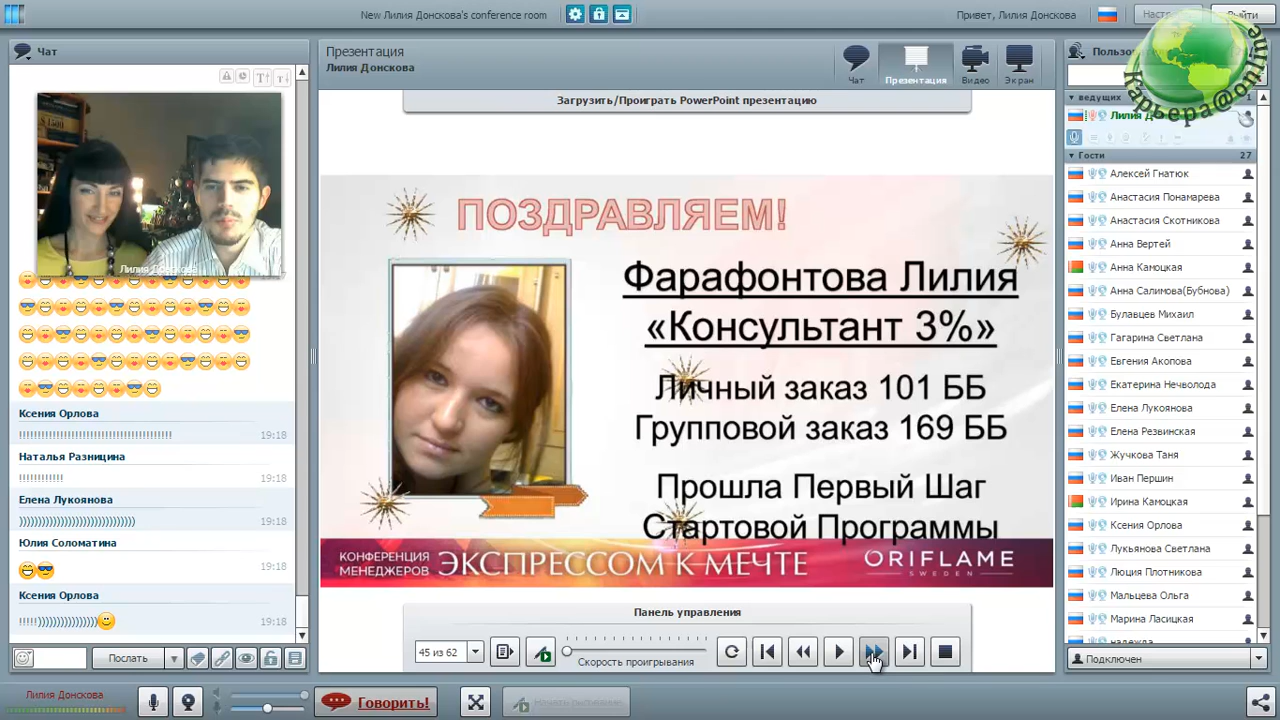 New Лилия Донскова's conference room
Привет, Лилия Донскова
Выйти
Карьера@online
Чат
Лилия Донскова
Ксения Орлова
!!!!!!!!!!!!!!!!!!!!!!!!!!!!!!!!!!!!!!!!! 19:18
Наталья Разницина
!!!!!!!!!!!! 19:18
Елена Лукоянова
))))))))))))))))))))))))))))) 19:18
Юлия Соломатина
19:18
Ксения Орлова
!!!!!)))))))))))))))) 19:18
Послать
Презентация
Лилия Донскова
Чат
Презентация
Видео
Экран
Загрузить/Проиграть PowerPoint презентацию
ПОЗДРАВЛЯЕМ!
Фарафонтова Лилия
«Консультант 3%»
Личный заказ 101 ББ
Групповой заказ 169 ББ
Прошла Первый Шаг
Стартовой Программы
КОНФЕРЕНЦИЯ
МЕНЕДЖЕРОВ
ЭКСПРЕССОМ К МЕЧТЕ
ORIFLAME
SWEDEN
Панель управления
45 из 62
Скорость проигрывания
ведущих 1
Гости 27
Алексей Гнатюк
Анастасия Понамарева
Анастасия Скотникова
Анна Вертей
Анна Камоцкая
Анна Салимова(Бубнова)
Булавцев Михаил
Гагарина Светлана
Евгения Акопова
Екатерина Нечволода
Елена Лукоянова
Елена Резвинская
Жучкова Таня
Иван Першин
Ирина Камоцкая
Ксения Орлова
Лукьянова Светлана
Люция Плотникова
Мальцева Ольга
Марина Ласицкая
надежда
Подключен
Лилия Донскова
Говорить!